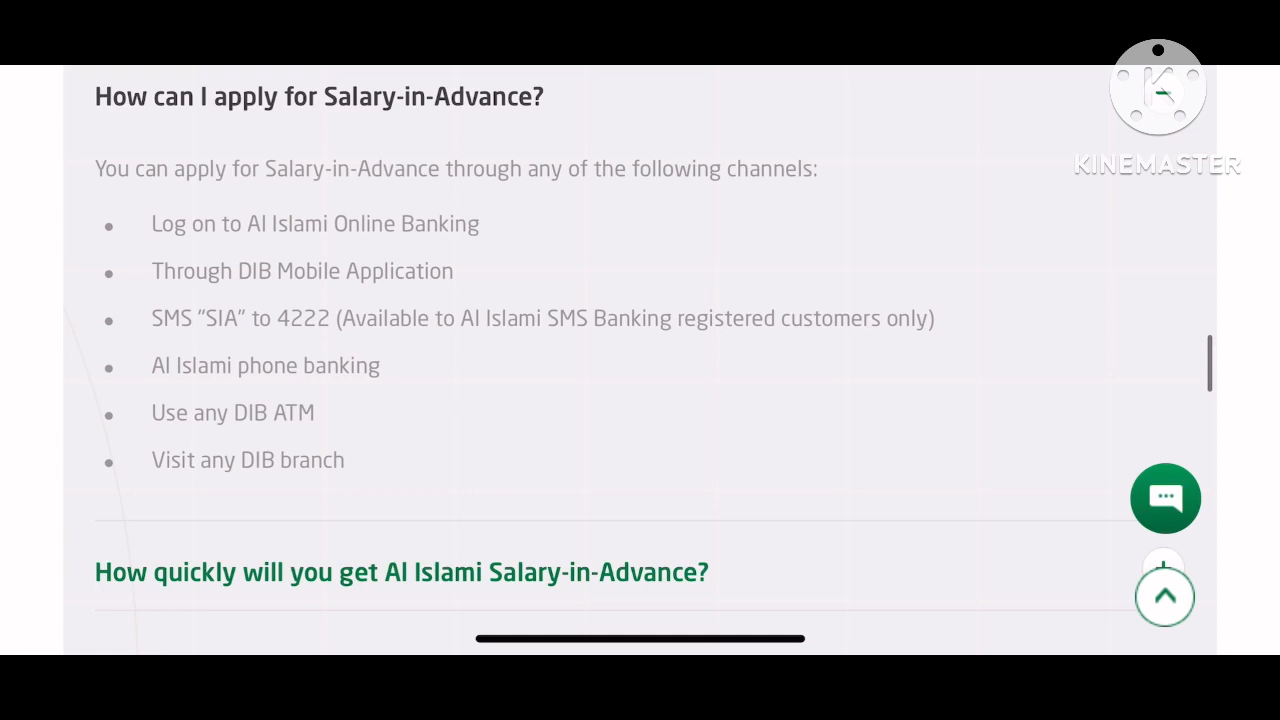 How can I apply for Salary-in-Advance?
KINEMASTER
You can apply for Salary-in-Advance through any of the following channels:
Log on to Al Islami Online Banking
Through DIB Mobile Application
SMS “SIA” to 4222 (Available to Al Islami SMS Banking registered customers only)
Al Islami phone banking
Use any DIB ATM
Visit any DIB branch
How quickly will you get Al Islami Salary-in-Advance?